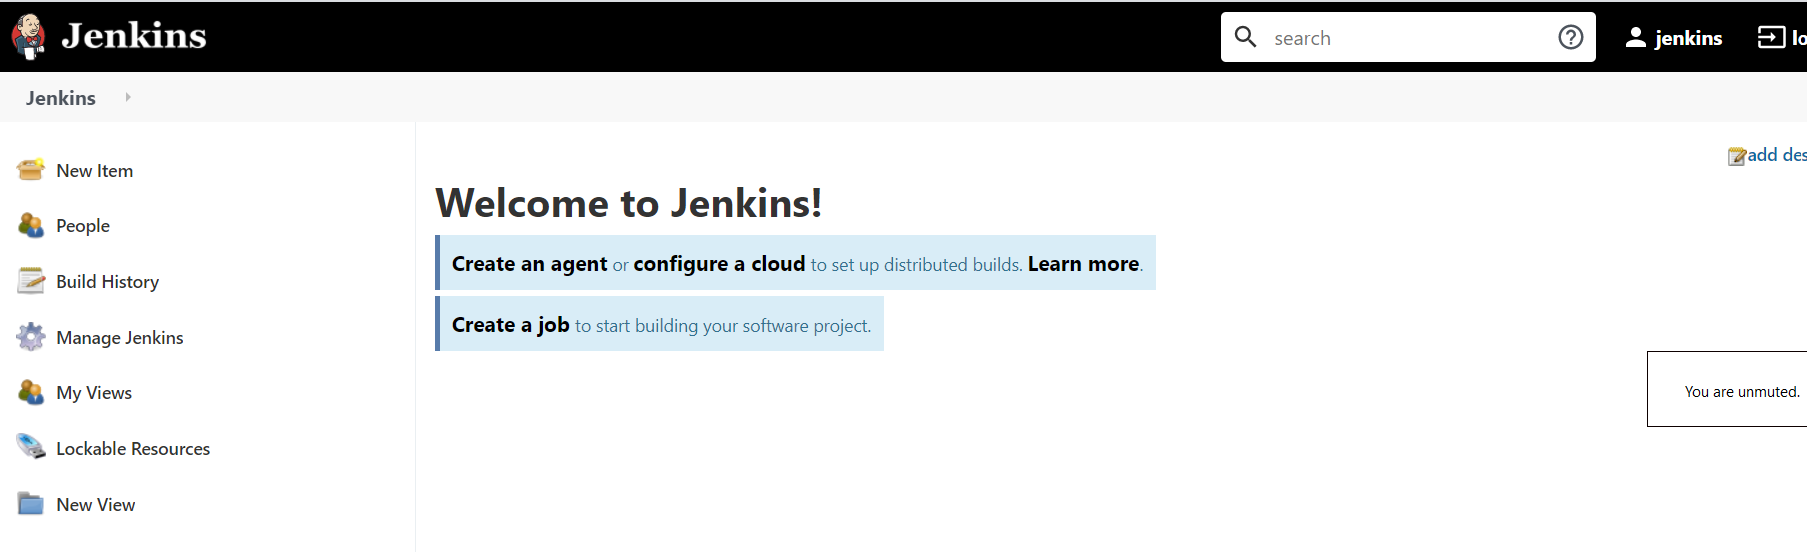 Jenkins
search
jenkins
Jenkins
add
New Item
People
Build History
Manage Jenkins
My Views
Lockable Resources
New View
Welcome to Jenkins!
Create an agent or configure a cloud to set up distributed builds. Learn more.
Create a job to start building your software project.
You are unmuted.